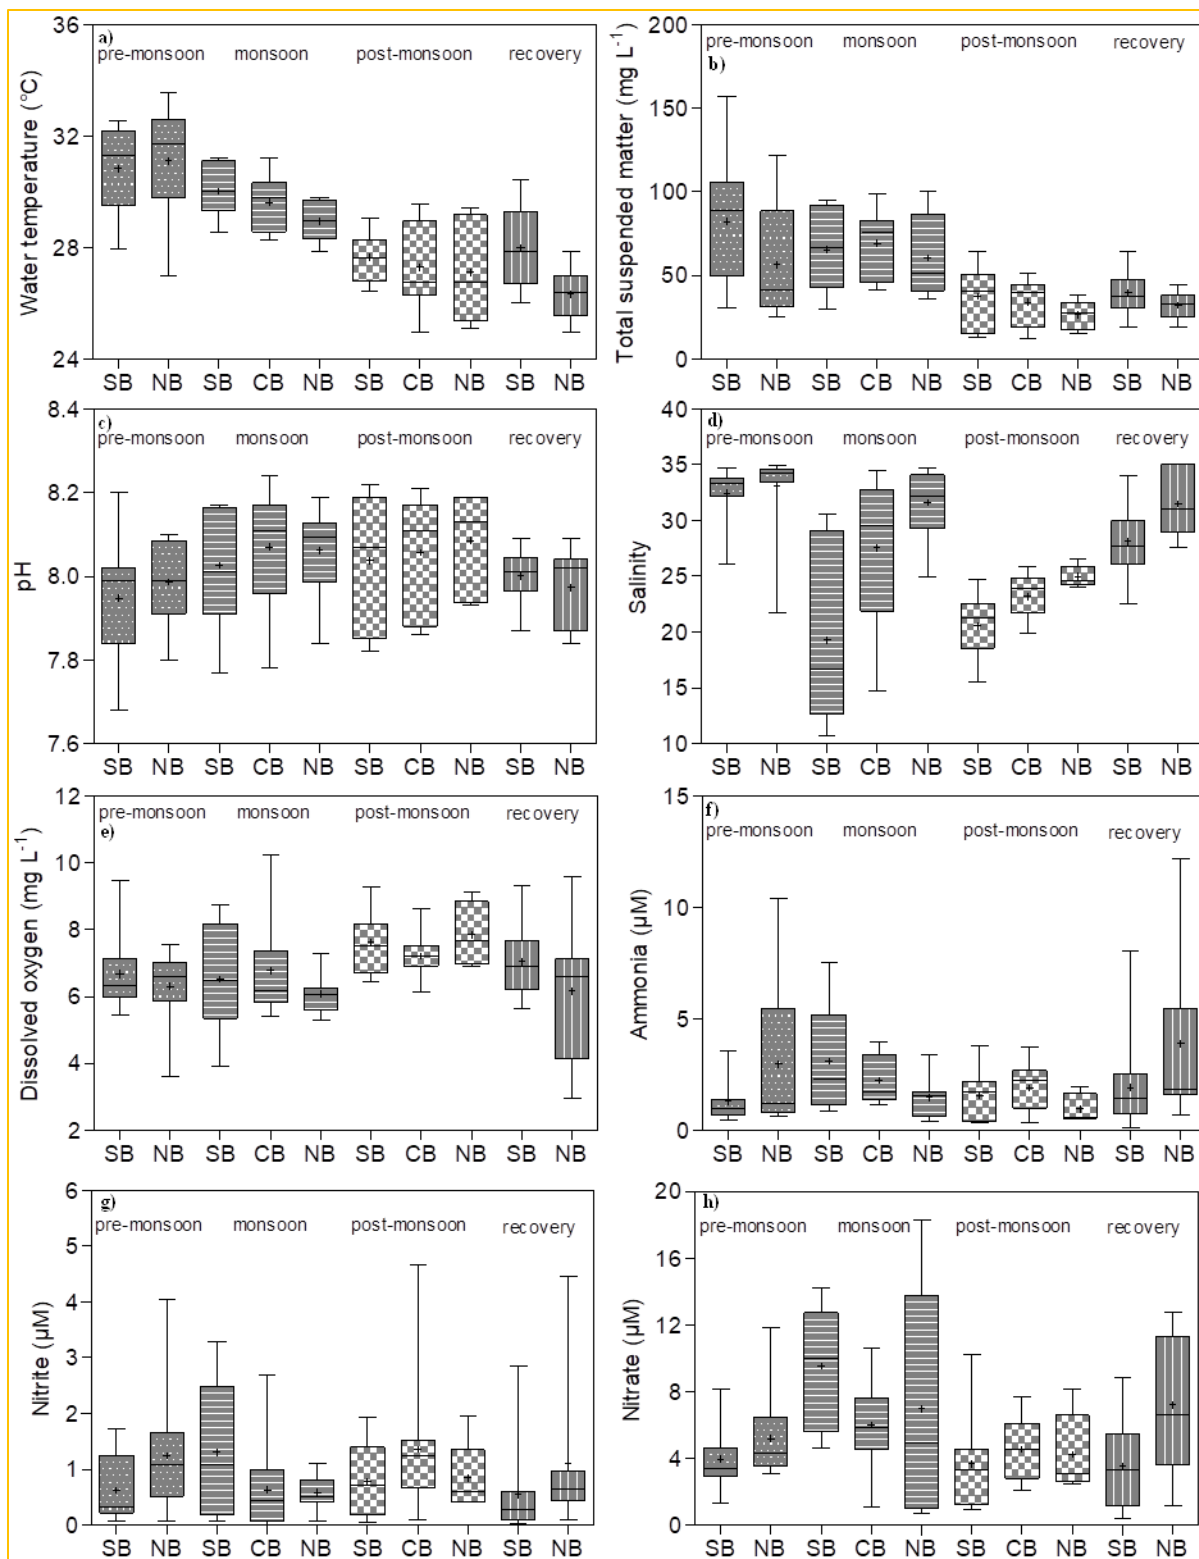 a)
pre-monsoon monsoon post-monsoon recovery
Water temperature (°C)
36
32
28
24
SB NB SB CB NB SB CB NB SB NB
b)
pre-monsoon monsoon post-monsoon recovery
Total suspended matter (mg L-1)
200
150
100
50
0
SB NB SB CB NB SB CB NB SB NB
c)
pre-monsoon monsoon post-monsoon recovery
pH
8.4
8.2
8.0
7.8
7.6
SB NB SB CB NB SB CB NB SB NB
d)
pre-monsoon monsoon post-monsoon recovery
Salinity
40
35
30
25
20
15
10
SB NB SB CB NB SB CB NB SB NB
pre-monsoon monsoon post-monsoon recovery
e)
Dissolved oxygen (mg L-1)
12
10
8
6
4
2
SB NB SB CB NB SB CB NB SB NB
f)
pre-monsoon monsoon post-monsoon recovery
Ammonia (µM)
15
10
5
0
SB NB SB CB NB SB CB NB SB NB
g)
pre-monsoon monsoon post-monsoon recovery
Nitrite (µM)
6
5
4
3
2
1
0
SB NB SB CB NB SB CB NB SB NB
h)
pre-monsoon monsoon post-monsoon recovery
Nitrate (µM)
20
16
12
8
4
0
SB NB SB CB NB SB CB NB SB NB